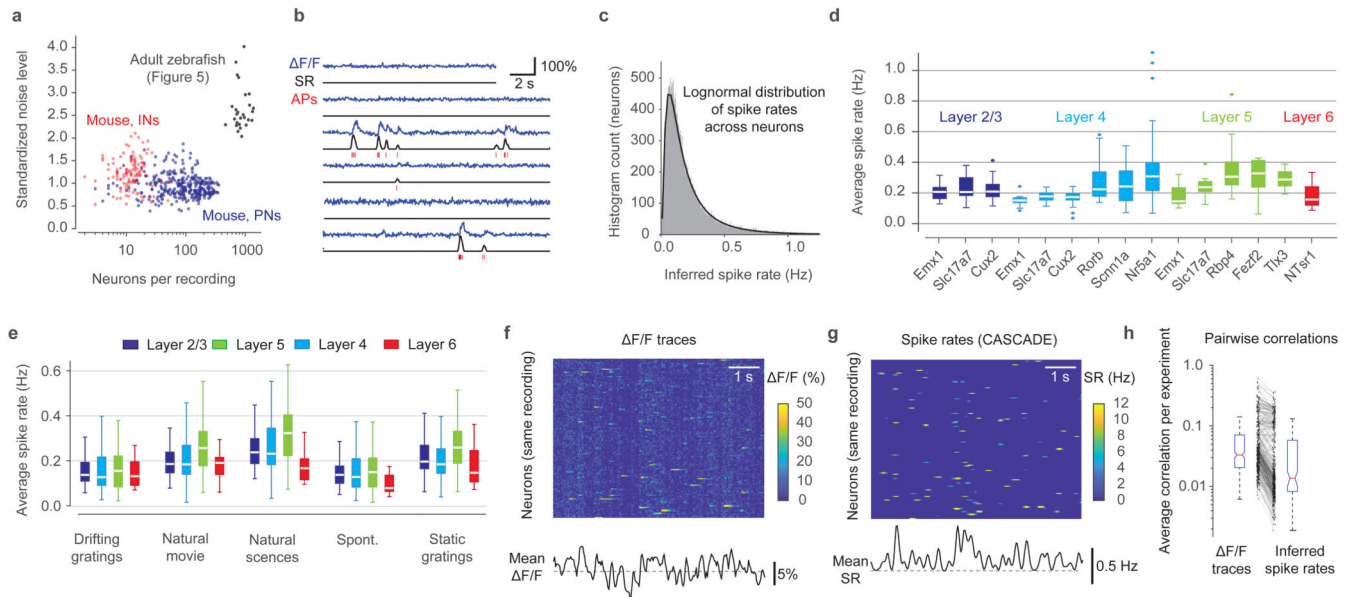 a
Standardized noise level
4.0
3.5
3.0
2.5
2.0
1.5
1.0
0.5
0.0
Adult zebrafish
(Figure 5)
Mouse, INs
Mouse, PNs
10
100
1000
Neurons per recording
b
ΔF/F
SR
APs
100%
2 s
c
Histogram count (neurons)
500
400
300
200
100
0
Lognormal distribution
of spike rates
across neurons
0.0
0.5
1.0
Inferred spike rate (Hz)
d
Average spike rate (Hz)
1.0
0.8
0.6
0.4
0.2
0.0
Layer 2/3
Layer 4
Layer 5
Layer 6
Emx1
Slc17a7
Cux2
Emx1
Slc17a7
Cux2
Rorb
Scnn1a
Nr5a1
Emx1
Slc17a7
Rbp4
Fezf2
Tlx3
NTsr1
e
Layer 2/3
Layer 5
Layer 4
Layer 6
Average spike rate (Hz)
0.6
0.4
0.2
0.0
Drifting
gratings
Natural
movie
Natural
scences
Spont.
Static
gratings
f
ΔF/F traces
Neurons (same recording)
1 s
ΔF/F (%)
50
40
30
20
10
0
Mean
ΔF/F
5%
g
Spike rates (CASCADE)
Neurons (same recording)
1 s
SR (Hz)
12
10
8
6
4
2
0
Mean
SR
0.5 Hz
h
Pairwise correlations
Average correlation per experiment
1.0
0.1
0.01
ΔF/F
traces
Inferred
spike rates